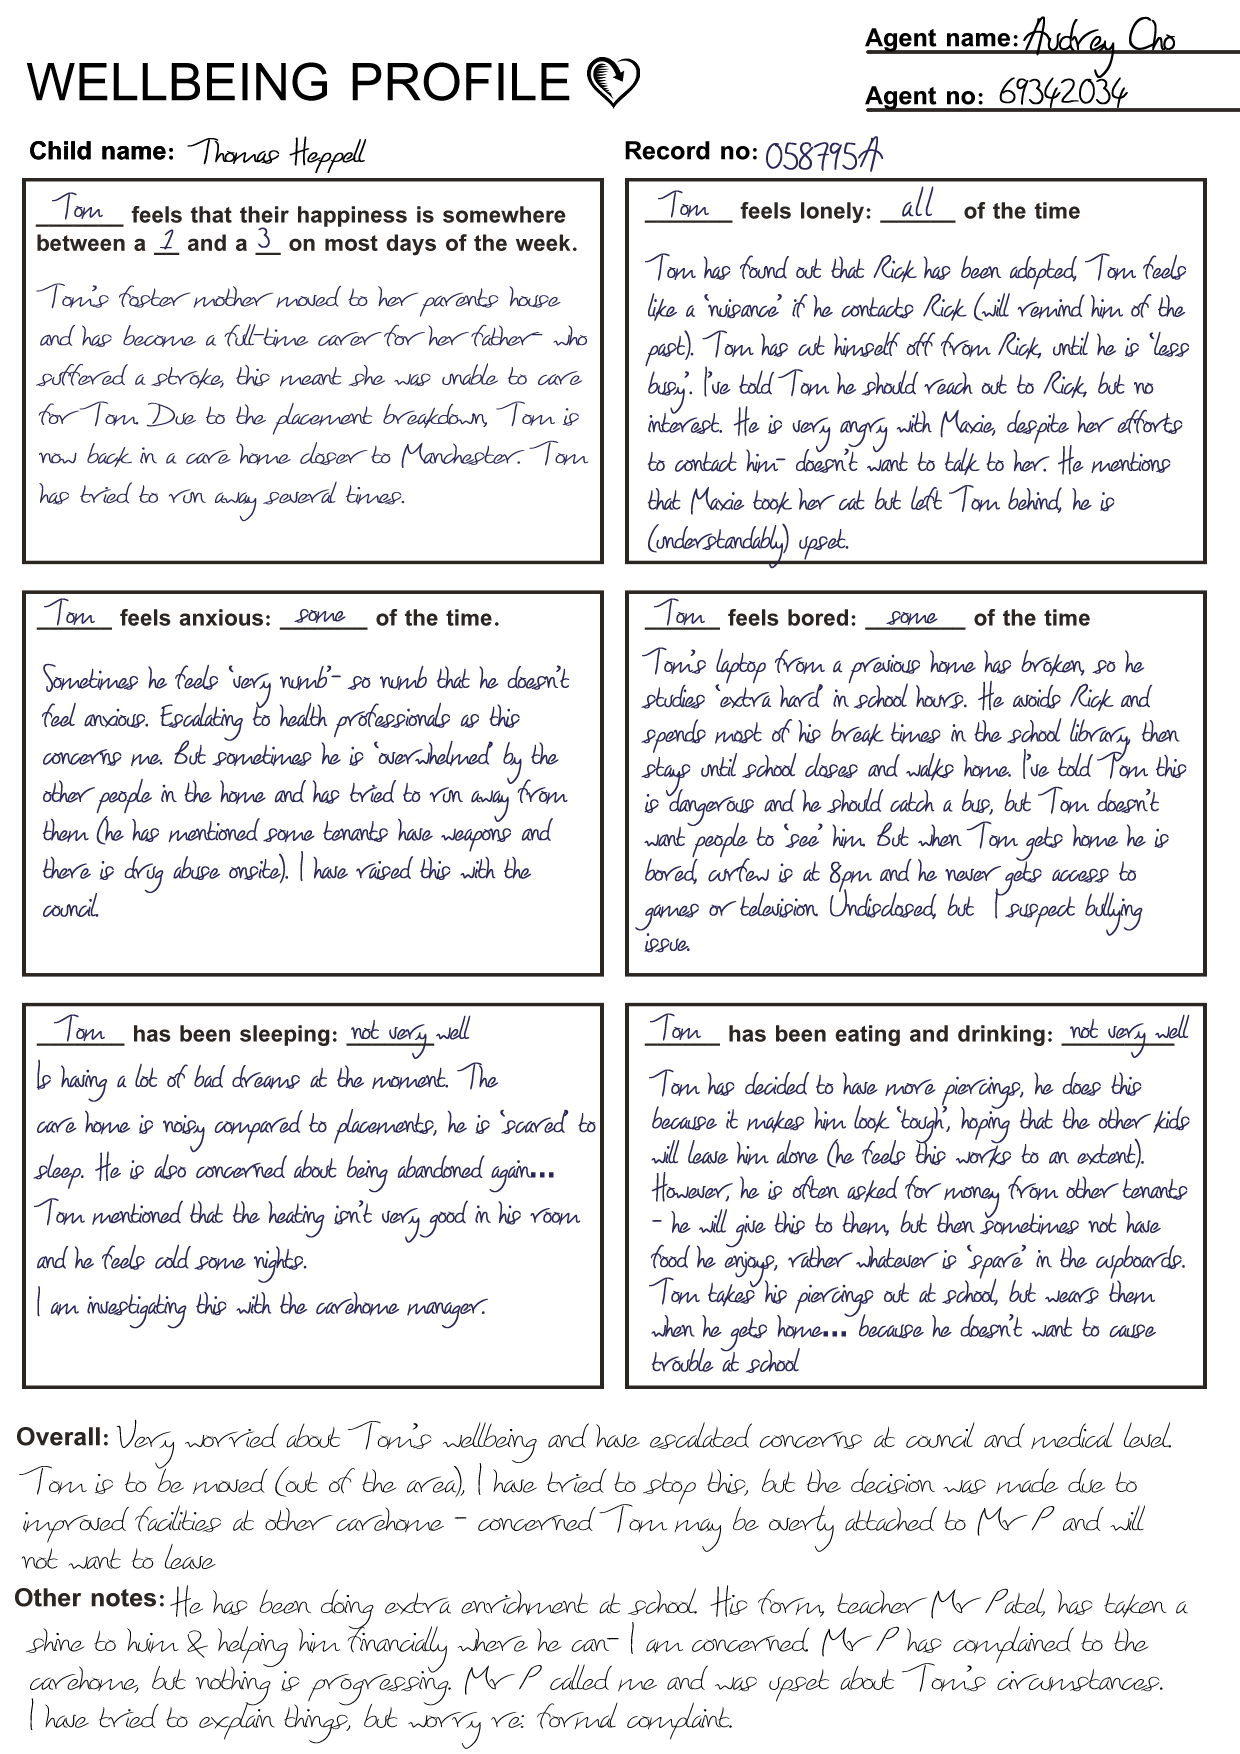 Agent name: Audrey Cho
WELLBEING PROFILE
Agent no: 69342034
Child name: Thomas Heppell
Record no: 058795A
Tom feels that their happiness is somewhere
between a 1 and a 3 on most days of the week.
Tom's foster mother moved to her parents house
and has become a full-time carer for her father- who
suffered a stroke, this meant she was unable to care
for Tom. Due to the placement breakdown, Tom is
now back in a care home closer to Manchester. Tom
has tried to run away several times.
Tom feels lonely: all of the time
Tom has found out that Rick has been adopted, Tom feels
like a 'nuisance' if he contacts Rick (will remind him of the
past). Tom has cut himself off from Rick, until he is 'less
busy'. I've told Tom he should reach out to Rick, but no
interest. He is very angry with Maxie, despite her efforts
to contact him- doesn't want to talk to her. He mentions
that Maxie took her cat but left Tom behind, he is
(understandably) upset.
Tom feels anxious: some of the time.
Sometimes he feels 'very numb'- so numb that he doesn't
feel anxious. Escalating to health professionals as this
concerns me. But sometimes he is 'overwhelmed' by the
other people in the home and has tried to run away from
them (he has mentioned some tenants have weapons and
there is drug abuse onsite). I have raised this with the
council.
Tom feels bored: some of the time
Tom's laptop from a previous home has broken, so he
studies 'extra hard' in school hours. He avoids Rick and
spends most of his break times in the school library, then
stays until school closes and walks home. I've told Tom this
is dangerous and he should catch a bus, but Tom doesn't
want people to 'see' him. But when Tom gets home he is
bored, curfew is at 8pm and he never gets access to
games or television. Undisclosed, but I suspect bullying
issue.
Tom has been sleeping: not very well
Is having a lot of bad dreams at the moment. The
care home is noisy compared to placements, he is 'scared' to
sleep. He is also concerned about being abandoned again...
Tom mentioned that the heating isn't very good in his room
and he feels cold some nights.
I am investigating this with the carehome manager.
Tom has been eating and drinking: not very well
Tom has decided to have more piercings, he does this
because it makes him look 'tough', hoping that the other kids
will leave him alone (he feels this works to an extent).
However, he is often asked for money from other tenants
- he will give this to them, but then sometimes not have
food he enjoys, rather whatever is 'spare' in the cupboards.
Tom takes his piercings out at school, but wears them
when he gets home... because he doesn't want to cause
trouble at school
Overall: Very worried about Tom's wellbeing and have escalated concerns at council and medical level.
Tom is to be moved (out of the area), I have tried to stop this, but the decision was made due to
improved facilities at other carehome - concerned Tom may be overly attached to Mr P and will
not want to leave
Other notes: He has been doing extra enrichment at school. His form, teacher Mr Patel, has taken a
shine to him & helping him financially where he can- I am concerned. Mr P has complained to the
carehome, but nothing is progressing. Mr P called me and was upset about Tom's circumstances.
I have tried to explain things, but worry re: formal complaint.